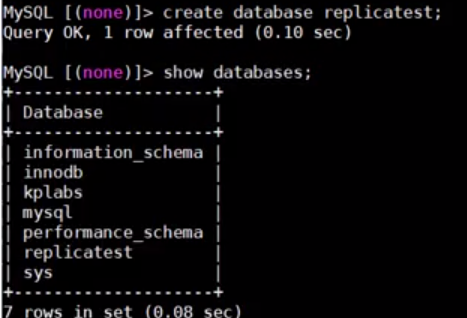 MySQL [(none)]> create database replicatest;
Query OK, 1 row affected (0.10 sec)
MySQL [(none)]> show databases;
+--------------------+
| Database           |
+--------------------+
| information_schema |
| innodb             |
| kplabs             |
| mysql              |
| performance_schema |
| replicatest        |
| sys                |
+--------------------+
7 rows in set (0.08 sec)